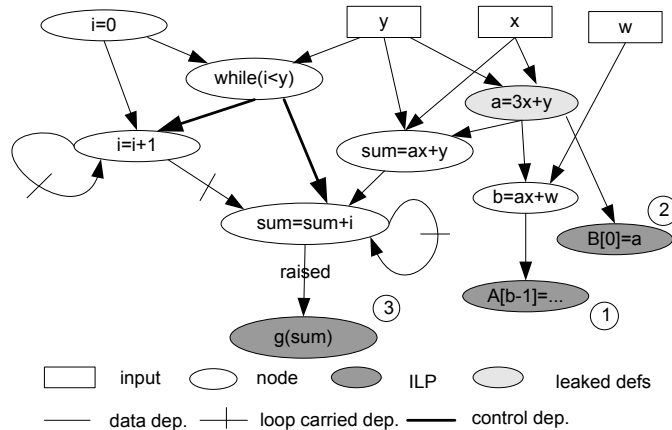 i=0
y
x
w
while(i<y)
a=3x+y
i=i+1
sum=ax+y
b=ax+w
2
sum=sum+i
B[0]=a
raised
A[b-1]=...
3
1
g(sum)
input
node
ILP
leaked defs
data dep.
loop carried dep.
control dep.